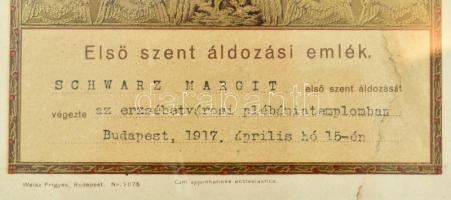 Első szent áldozási emlék.
SCHWARZ MARGIT első szent áldozását
végezte az erzsébetvárosi plébániatemplomban
Budapest, 1917. április hó 15-én
Weisz Frigyes, Budapest. Nr. 1078 Cum approbatione ecclesiastica.